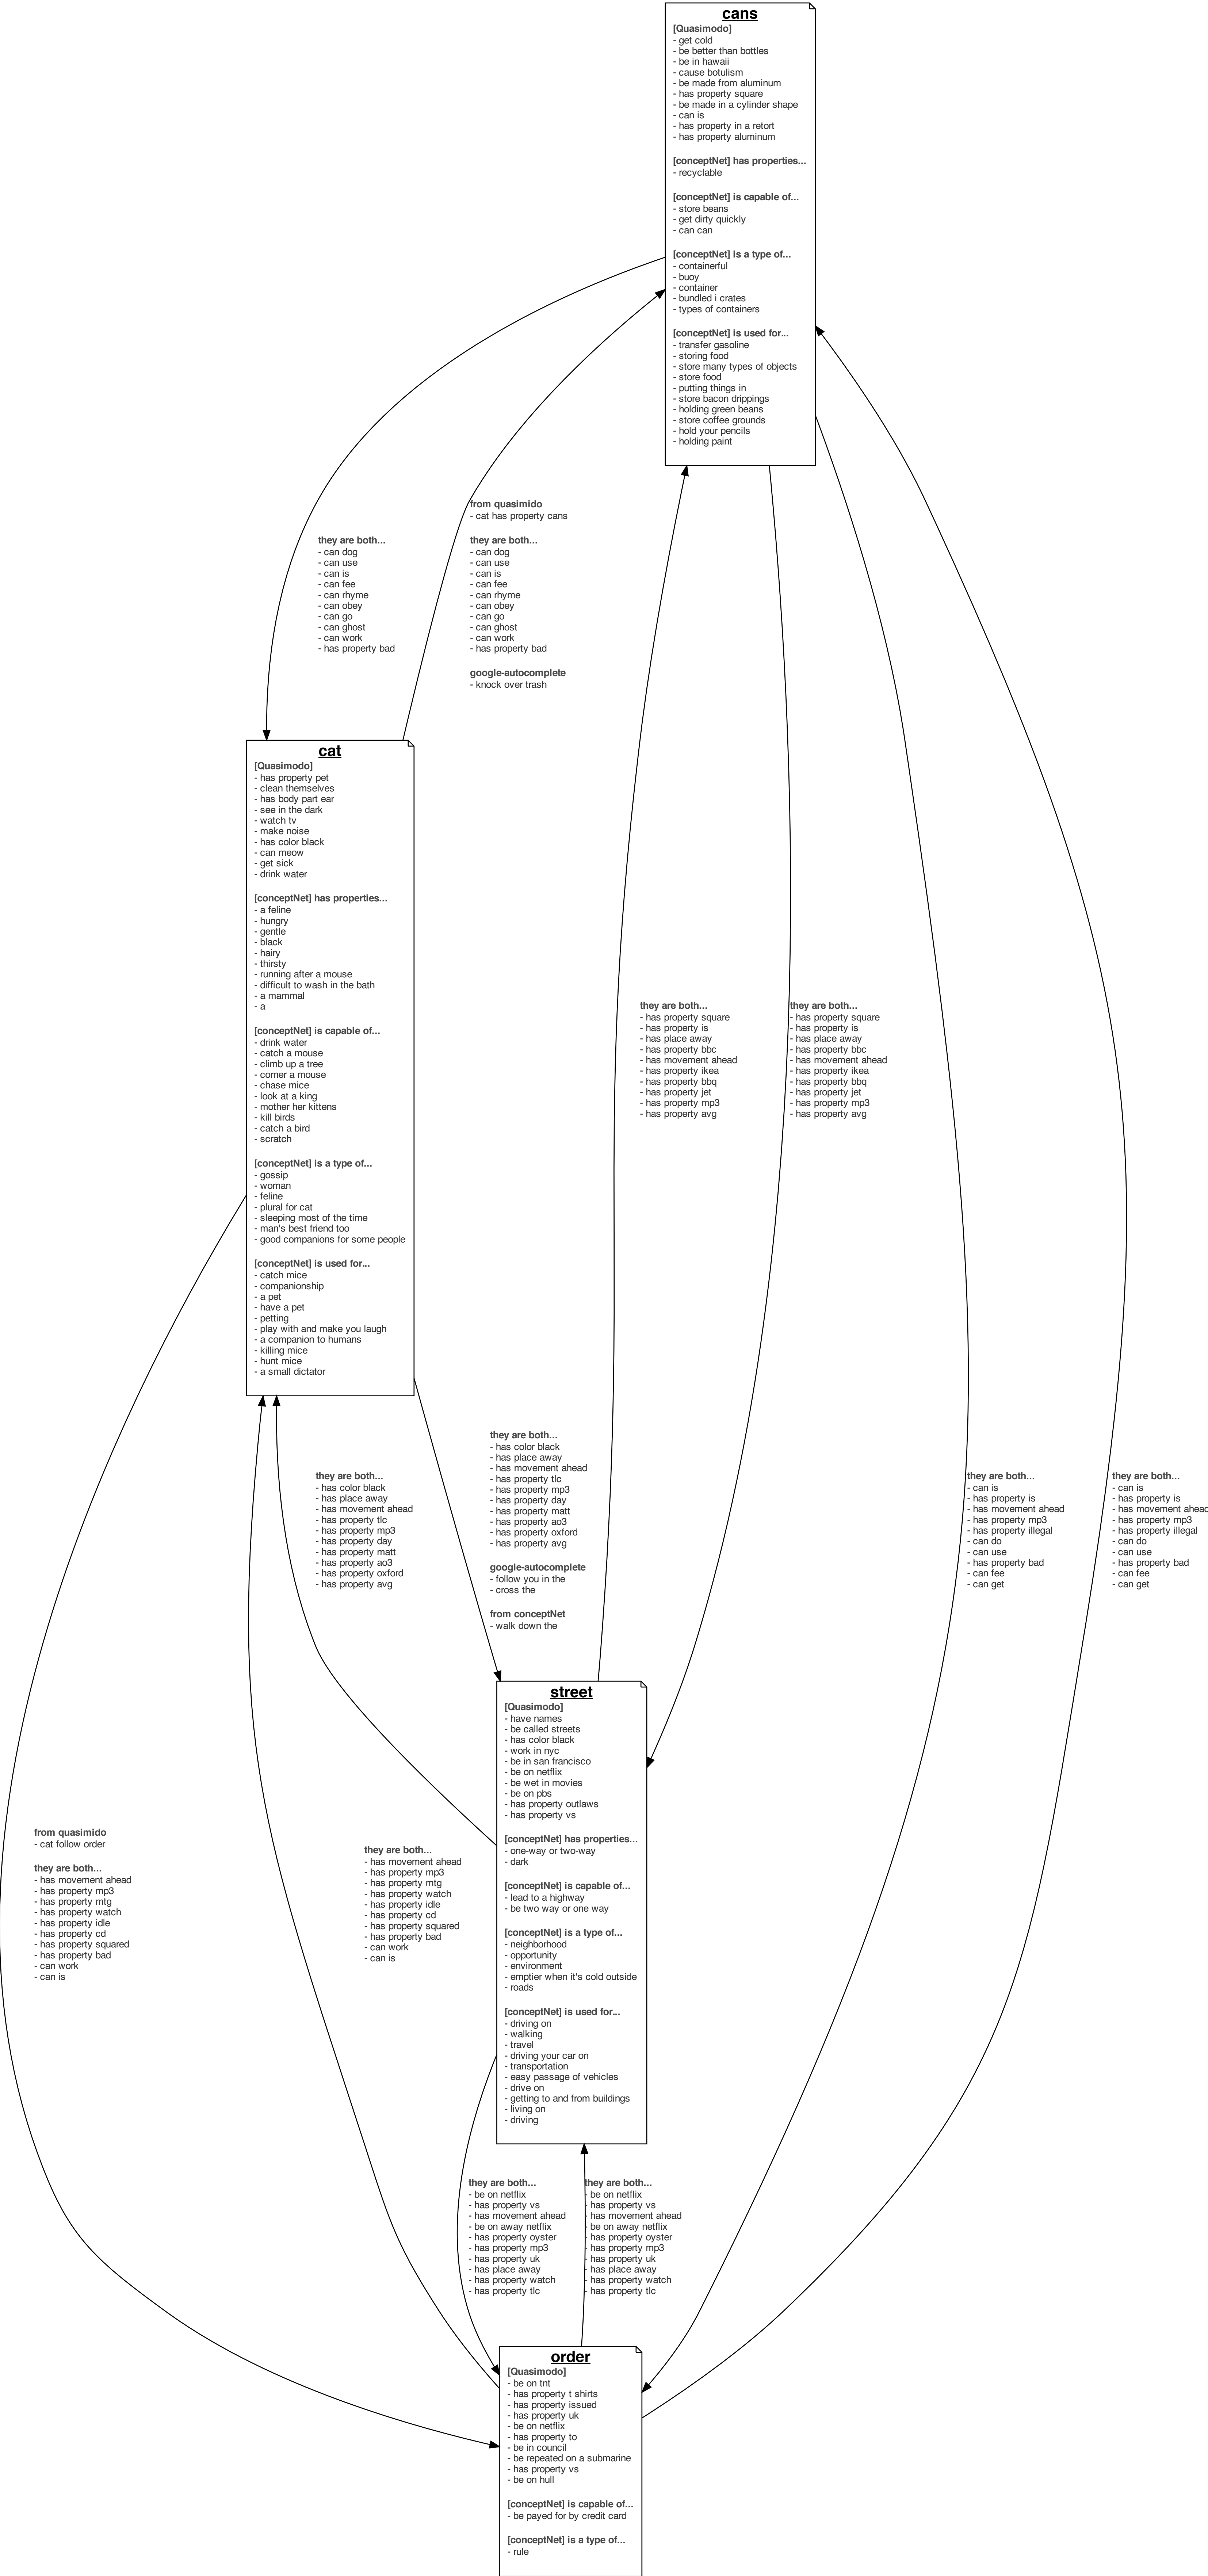 cans
[Quasimodo]
- get cold
- be better than bottles
- be in hawaii
- cause botulism
- be made from aluminum
- has property square
- be made in a cylinder shape
- can is
- has property in a retort
- has property aluminum
[conceptNet] has properties...
- recyclable
[conceptNet] is capable of...
- store beans
- get dirty quickly
- can can
[conceptNet] is a type of...
- containerful
- buoy
- container
- bundled i crates
- types of containers
[conceptNet] is used for...
- transfer gasoline
- storing food
- store many types of objects
- store food
- putting things in
- store bacon drippings
- holding green beans
- store coffee grounds
- hold your pencils
- holding paint
they are both...
- can dog
- can use
- can is
- can fee
- can rhyme
- can obey
- can go
- can ghost
- can work
- has property bad
from quasimido
- cat has property cans
they are both...
- can dog
- can use
- can is
- can fee
- can rhyme
- can obey
- can go
- can ghost
- can work
- has property bad
google-autocomplete
- knock over trash
cat
[Quasimodo]
- has property pet
- clean themselves
- has body part ear
- see in the dark
- watch tv
- make noise
- has color black
- can meow
- get sick
- drink water
[conceptNet] has properties...
- a feline
- hungry
- gentle
- black
- hairy
- thirsty
- running after a mouse
- difficult to wash in the bath
- a mammal
- a
[conceptNet] is capable of...
- drink water
- catch a mouse
- climb up a tree
- corner a mouse
- chase mice
- look at a king
- mother her kittens
- kill birds
- catch a bird
- scratch
[conceptNet] is a type of...
- gossip
- woman
- feline
- plural for cat
- sleeping most of the time
- man's best friend too
- good companions for some people
[conceptNet] is used for...
- catch mice
- companionship
- a pet
- have a pet
- petting
- play with and make you laugh
- a companion to humans
- killing mice
- hunt mice
- a small dictator
they are both...
- has property square
- has property is
- has place away
- has property bbc
- has movement ahead
- has property ikea
- has property bbq
- has property jet
- has property mp3
- has property avg
they are both...
- has property square
- has property is
- has place away
- has property bbc
- has movement ahead
- has property ikea
- has property bbq
- has property jet
- has property mp3
- has property avg
they are both...
- has color black
- has place away
- has movement ahead
- has property tlc
- has property mp3
- has property day
- has property matt
- has property ao3
- has property oxford
- has property avg
they are both...
- has color black
- has place away
- has movement ahead
- has property tlc
- has property mp3
- has property day
- has property matt
- has property ao3
- has property oxford
- has property avg
google-autocomplete
- follow you in the
- cross the
from conceptNet
- walk down the
they are both...
- can is
- has property is
- has movement ahead
- has property mp3
- has property illegal
- can do
- can use
- has property bad
- can fee
- can get
they are both...
- can is
- has property is
- has movement ahead
- has property mp3
- has property illegal
- can do
- can use
- has property bad
- can fee
- can get
street
[Quasimodo]
- have names
- be called streets
- has color black
- work in nyc
- be in san francisco
- be on netflix
- be wet in movies
- be on pbs
- has property outlaws
- has property vs
[conceptNet] has properties...
- one-way or two-way
- dark
[conceptNet] is capable of...
- lead to a highway
- be two way or one way
[conceptNet] is a type of...
- neighborhood
- opportunity
- environment
- emptier when it's cold outside
- roads
[conceptNet] is used for...
- driving on
- walking
- travel
- driving your car on
- transportation
- easy passage of vehicles
- drive on
- getting to and from buildings
- living on
- driving
from quasimido
- cat follow order
they are both...
- has movement ahead
- has property mp3
- has property mtg
- has property watch
- has property idle
- has property cd
- has property squared
- has property bad
- can work
- can is
they are both...
- has movement ahead
- has property mp3
- has property mtg
- has property watch
- has property idle
- has property cd
- has property squared
- has property bad
- can work
- can is
they are both...
- be on netflix
- has property vs
- has movement ahead
- be on away netflix
- has property oyster
- has property mp3
- has property uk
- has place away
- has property watch
- has property tlc
they are both...
- be on netflix
- has property vs
- has movement ahead
- be on away netflix
- has property oyster
- has property mp3
- has property uk
- has place away
- has property watch
- has property tlc
order
[Quasimodo]
- be on tnt
- has property t shirts
- has property issued
- has property uk
- be on netflix
- has property to
- be in council
- be repeated on a submarine
- has property vs
- be on hull
[conceptNet] is capable of...
- be payed for by credit card
[conceptNet] is a type of...
- rule